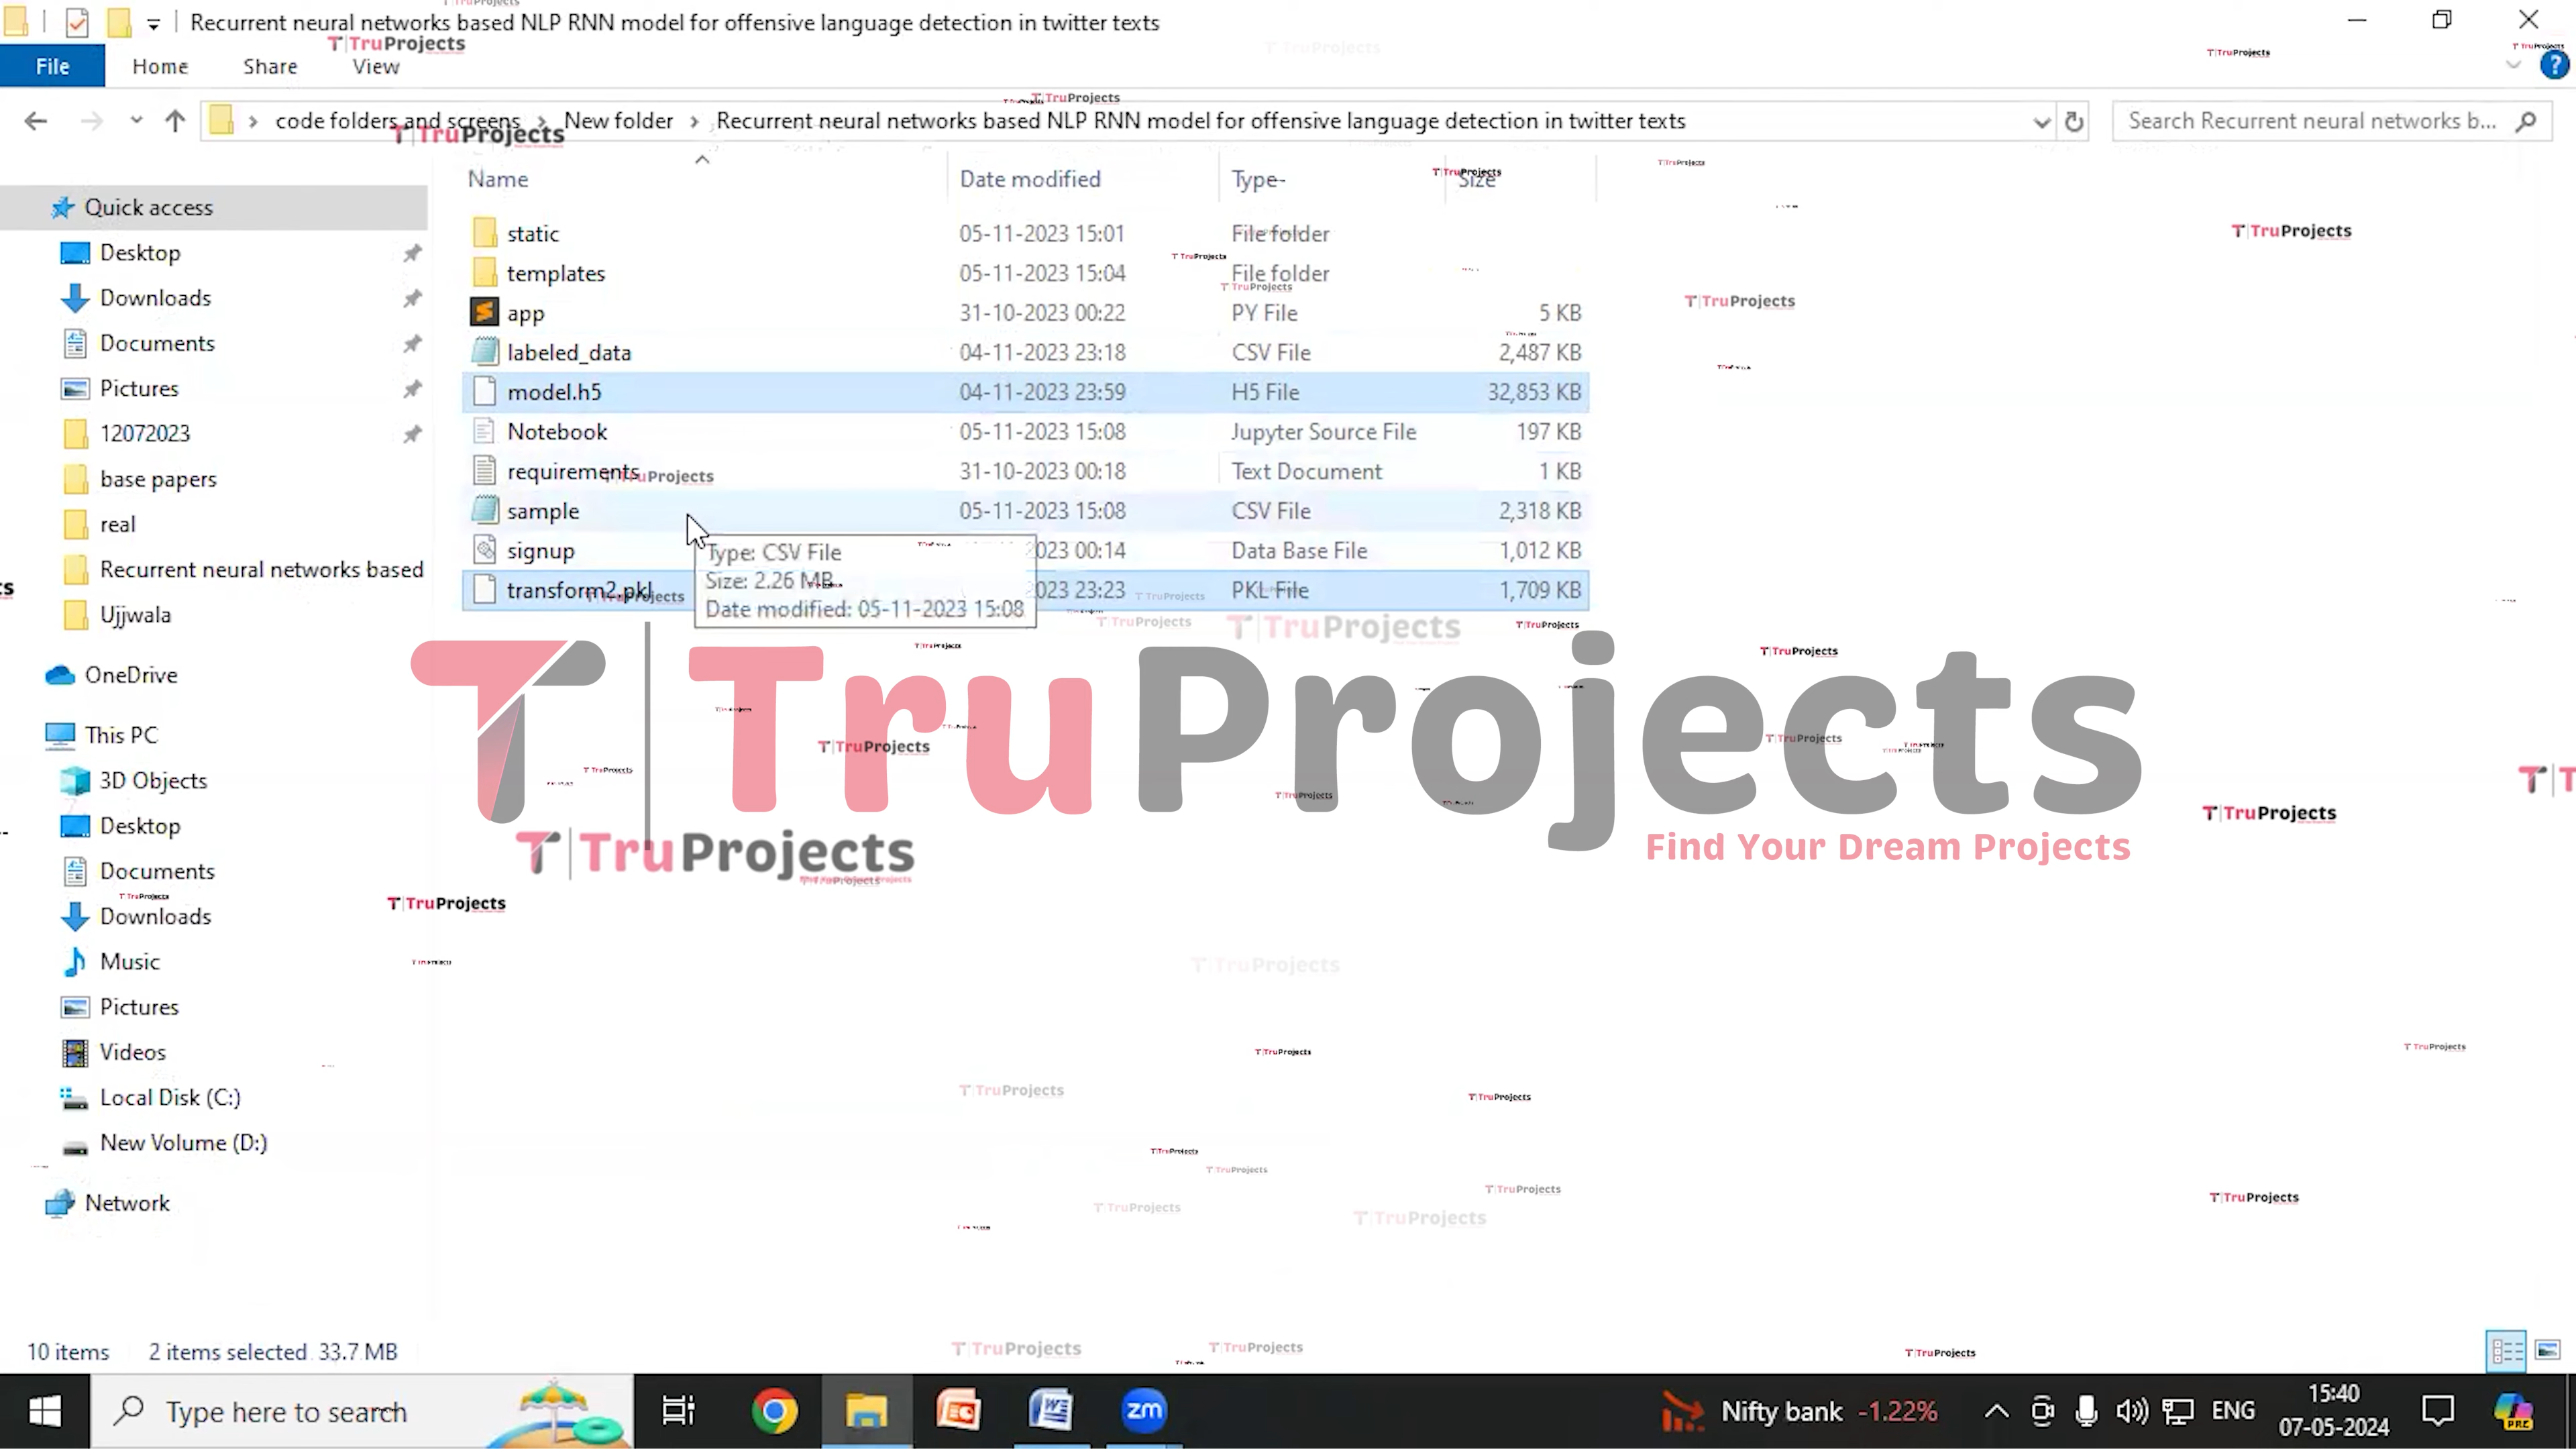 Recurrent neural networks based NLP RNN model for offensive language detection in twitter texts
TruProjects
File Home Share View
code folders and screens New folder Recurrent neural networks based NLP RNN model for offensive language detection in twitter texts
Search Recurrent neural networks b...
TruProjects
Name Date modified Type Size
Quick access
Desktop
Downloads
Documents
Pictures
12072023
base papers
real
Recurrent neural networks based
Ujjwala
OneDrive
This PC
3D Objects
Desktop
Documents
Downloads
Music
Pictures
Videos
Local Disk (C:)
New Volume (D:)
Network
static 05-11-2023 15:01 File folder
templates 05-11-2023 15:04 File folder
app 31-10-2023 00:22 PY File 5 KB
labeled_data 04-11-2023 23:18 CSV File 2,487 KB
model.h5 04-11-2023 23:59 H5 File 32,853 KB
Notebook 05-11-2023 15:08 Jupyter Source File 197 KB
requirements 31-10-2023 00:18 Text Document 1 KB
sample 05-11-2023 15:08 CSV File 2,318 KB
signup 023 00:14 Data Base File 1,012 KB
transform2.pkl 023 23:23 PKL File 1,709 KB
Type: CSV File
Size: 2.26 MB
Date modified: 05-11-2023 15:08
TruProjects
Find Your Dream Projects
TruProjects
10 items 2 items selected 33.7 MB
Type here to search
zm
Nifty bank -1.22%
ENG
15:40
07-05-2024
PRE